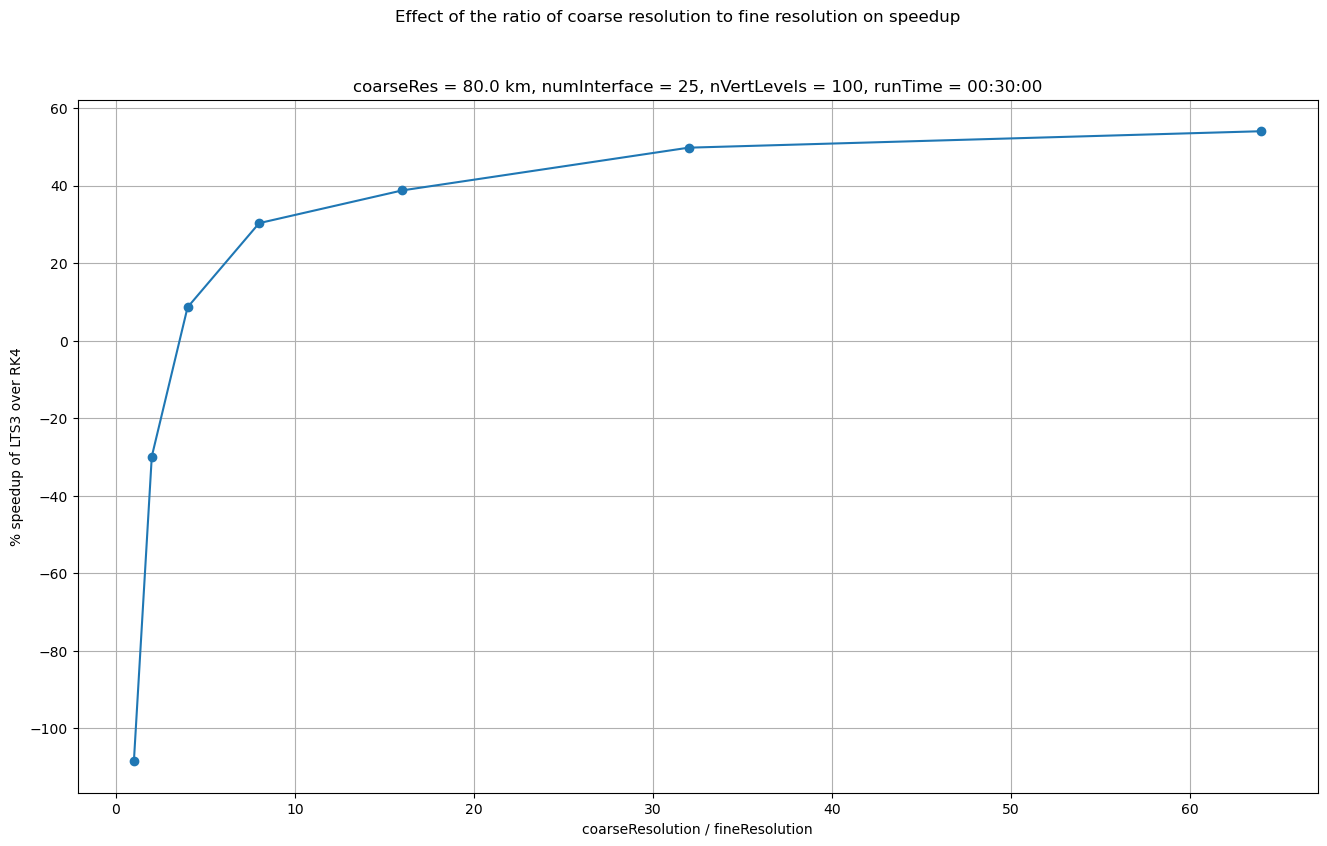 Effect of the ratio of coarse resolution to fine resolution on speedup
coarseRes = 80.0 km, numInterface = 25, nVertLevels = 100, runTime = 00:30:00
60
40
20
0
−20
−40
−60
−80
−100
% speedup of LTS3 over RK4
0 10 20 30 40 50 60
coarseResolution / fineResolution